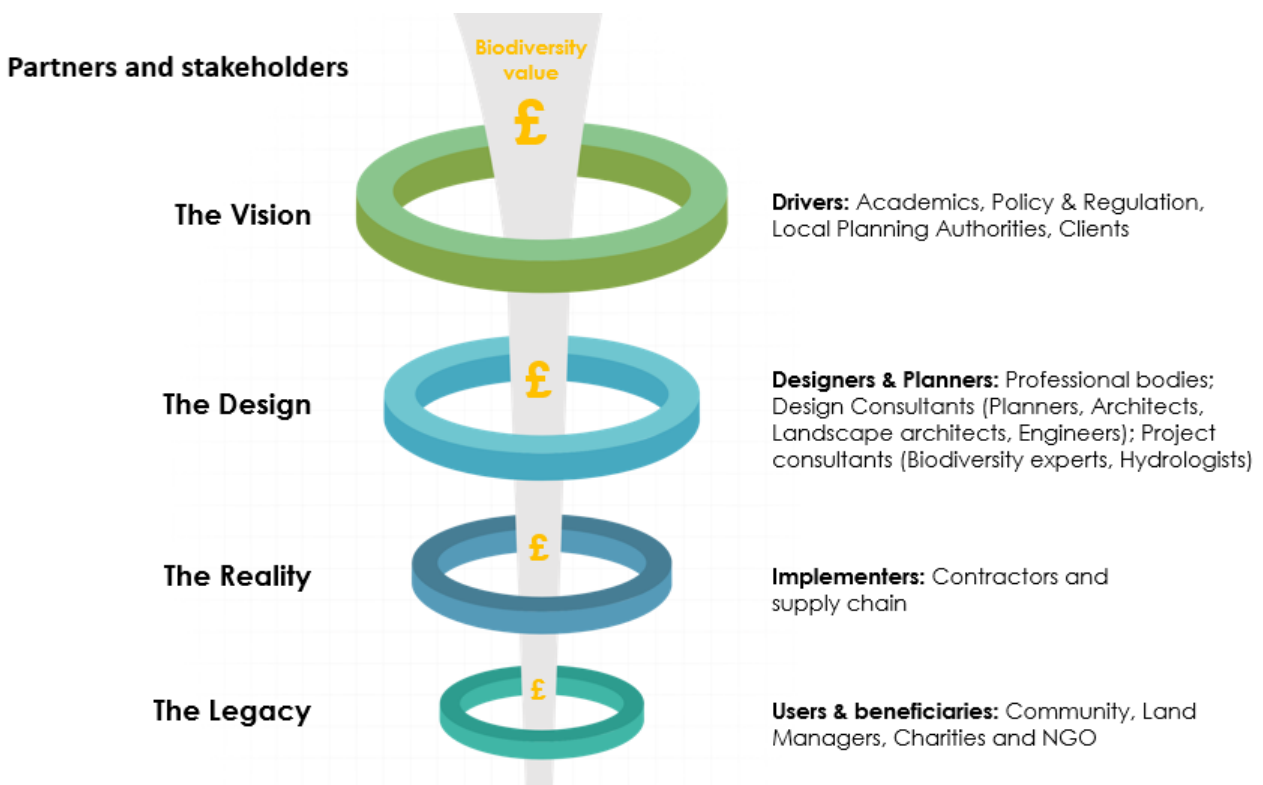 Partners and stakeholders
Biodiversity
value
£
The Vision
Drivers: Academics, Policy & Regulation,
Local Planning Authorities, Clients
£
The Design
Designers & Planners: Professional bodies;
Design Consultants (Planners, Architects,
Landscape architects, Engineers); Project
consultants (Biodiversity experts, Hydrologists)
£
The Reality
Implementers: Contractors and
supply chain
£
The Legacy
Users & beneficiaries: Community, Land
Managers, Charities and NGO